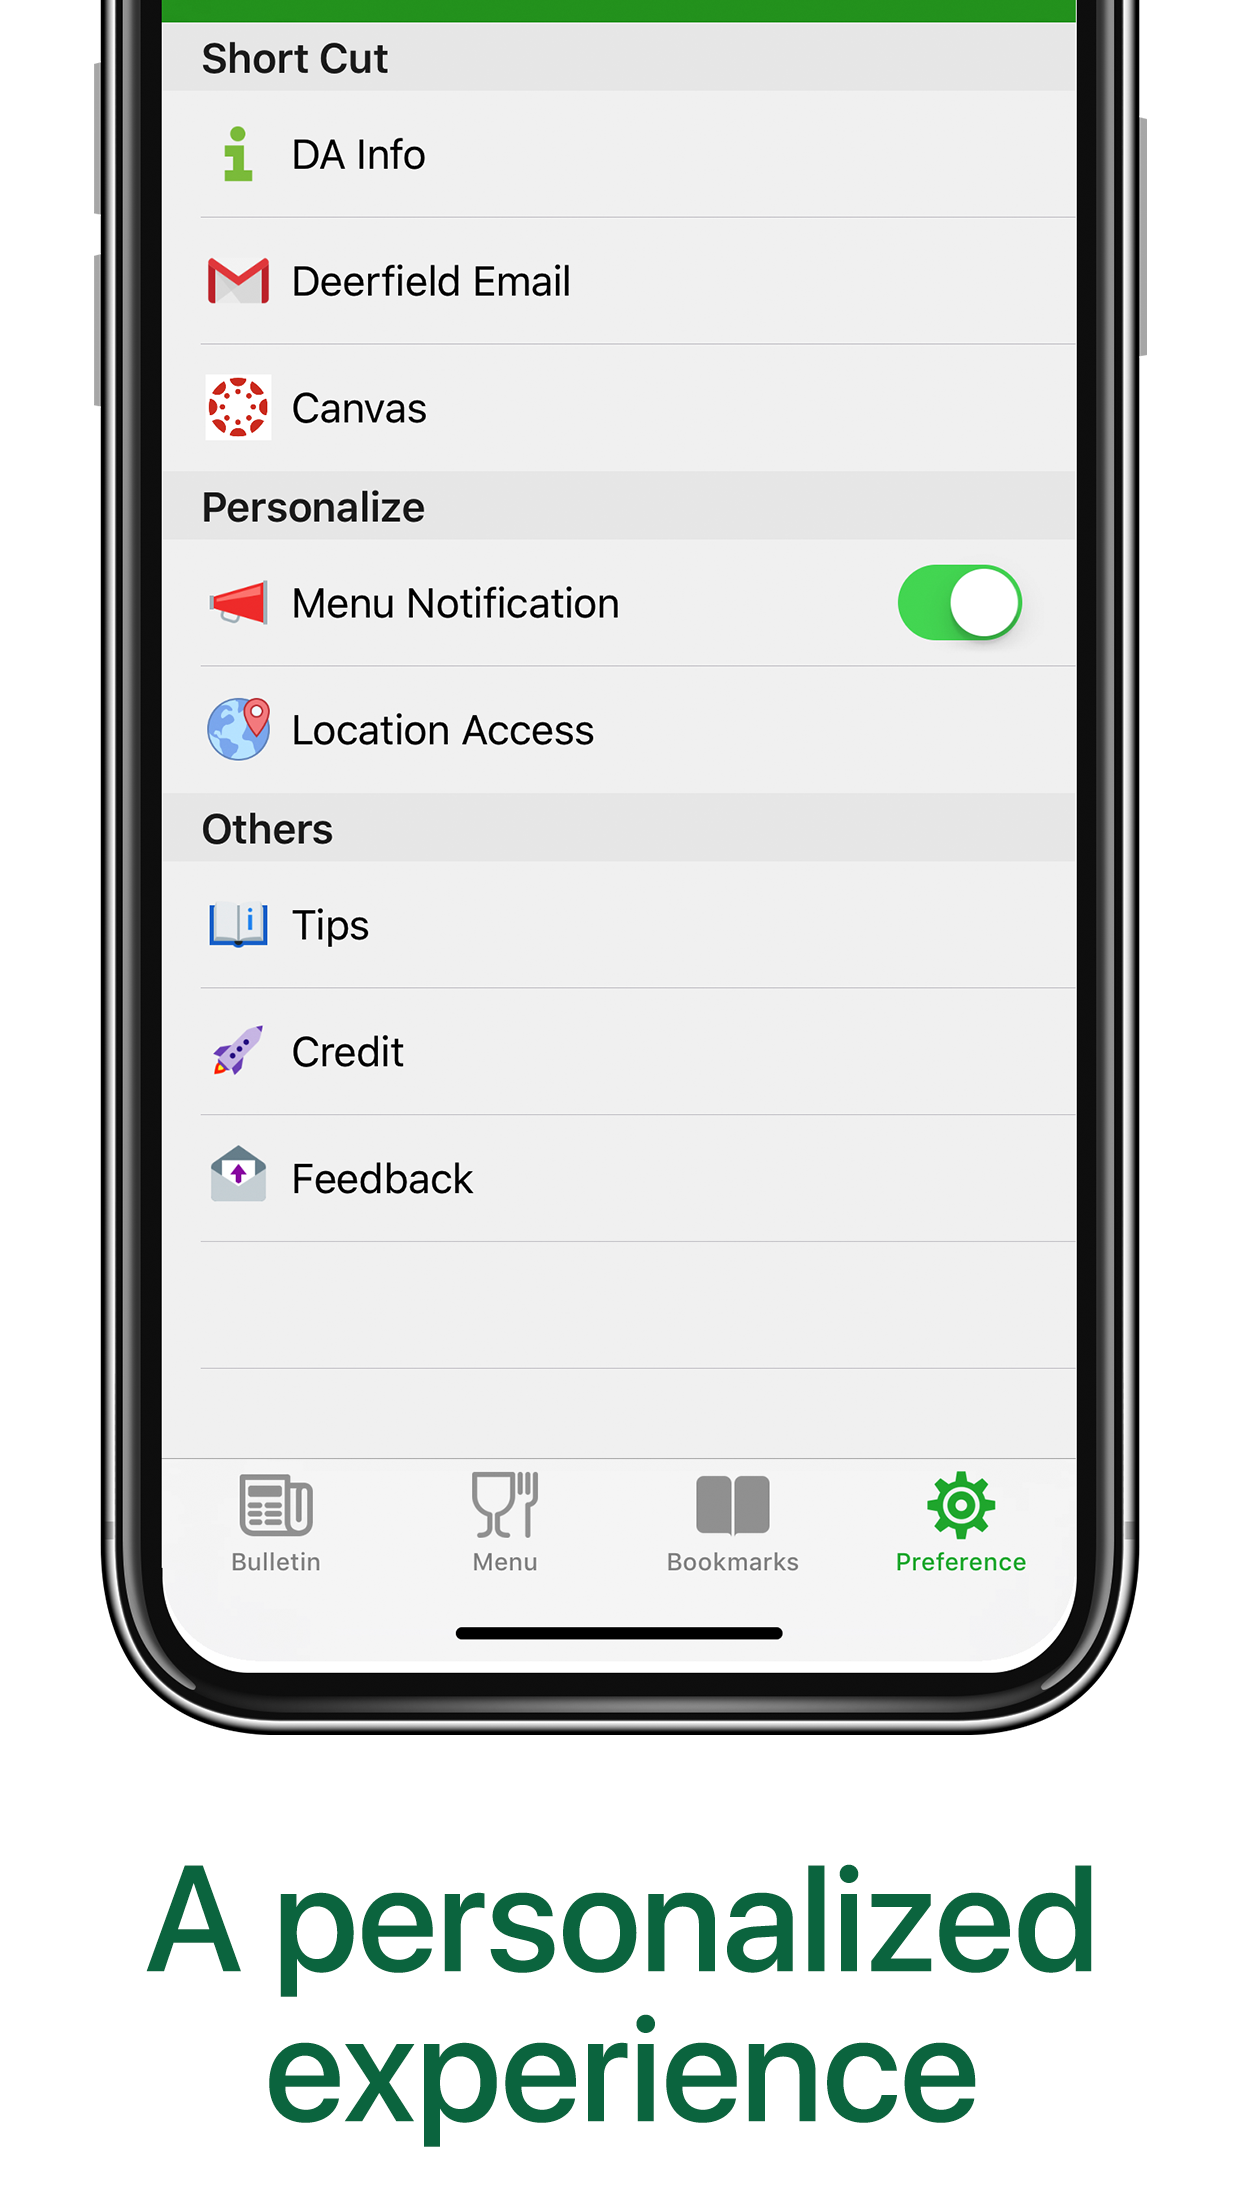 Short Cut
DA Info
Deerfield Email
Canvas
Personalize
Menu Notification
Location Access
Others
Tips
Credit
Feedback
Bulletin
Menu
Bookmarks
Preference
A personalized
experience